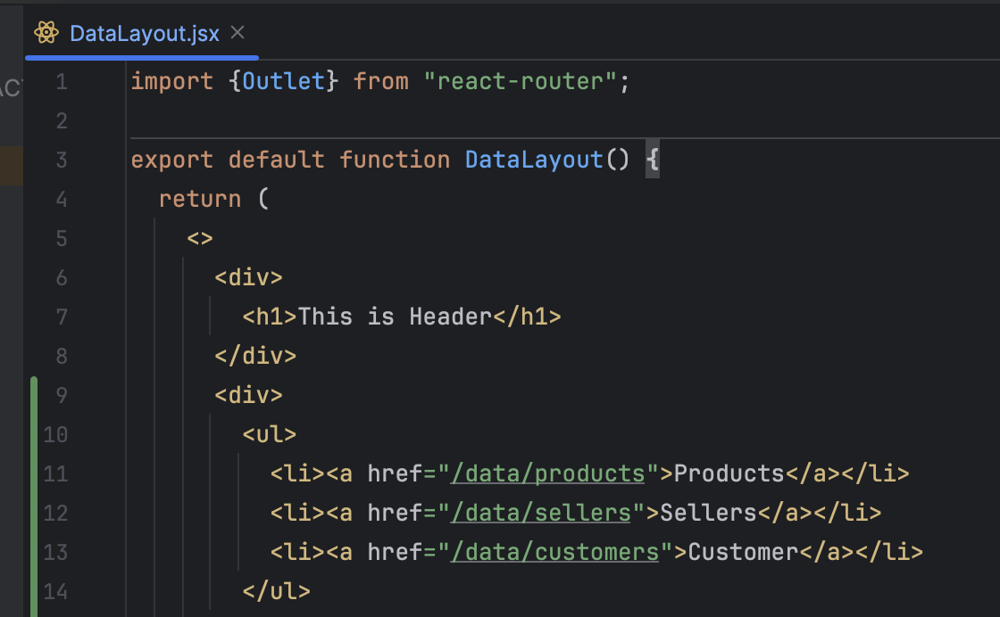 DataLayout.jsx ×
1 import {Outlet} from "react-router";
2
3 export default function DataLayout() {
4   return (
5     <>
6       <div>
7         <h1>This is Header</h1>
8       </div>
9       <div>
10         <ul>
11           <li><a href="/data/products">Products</a></li>
12           <li><a href="/data/sellers">Sellers</a></li>
13           <li><a href="/data/customers">Customer</a></li>
14         </ul>